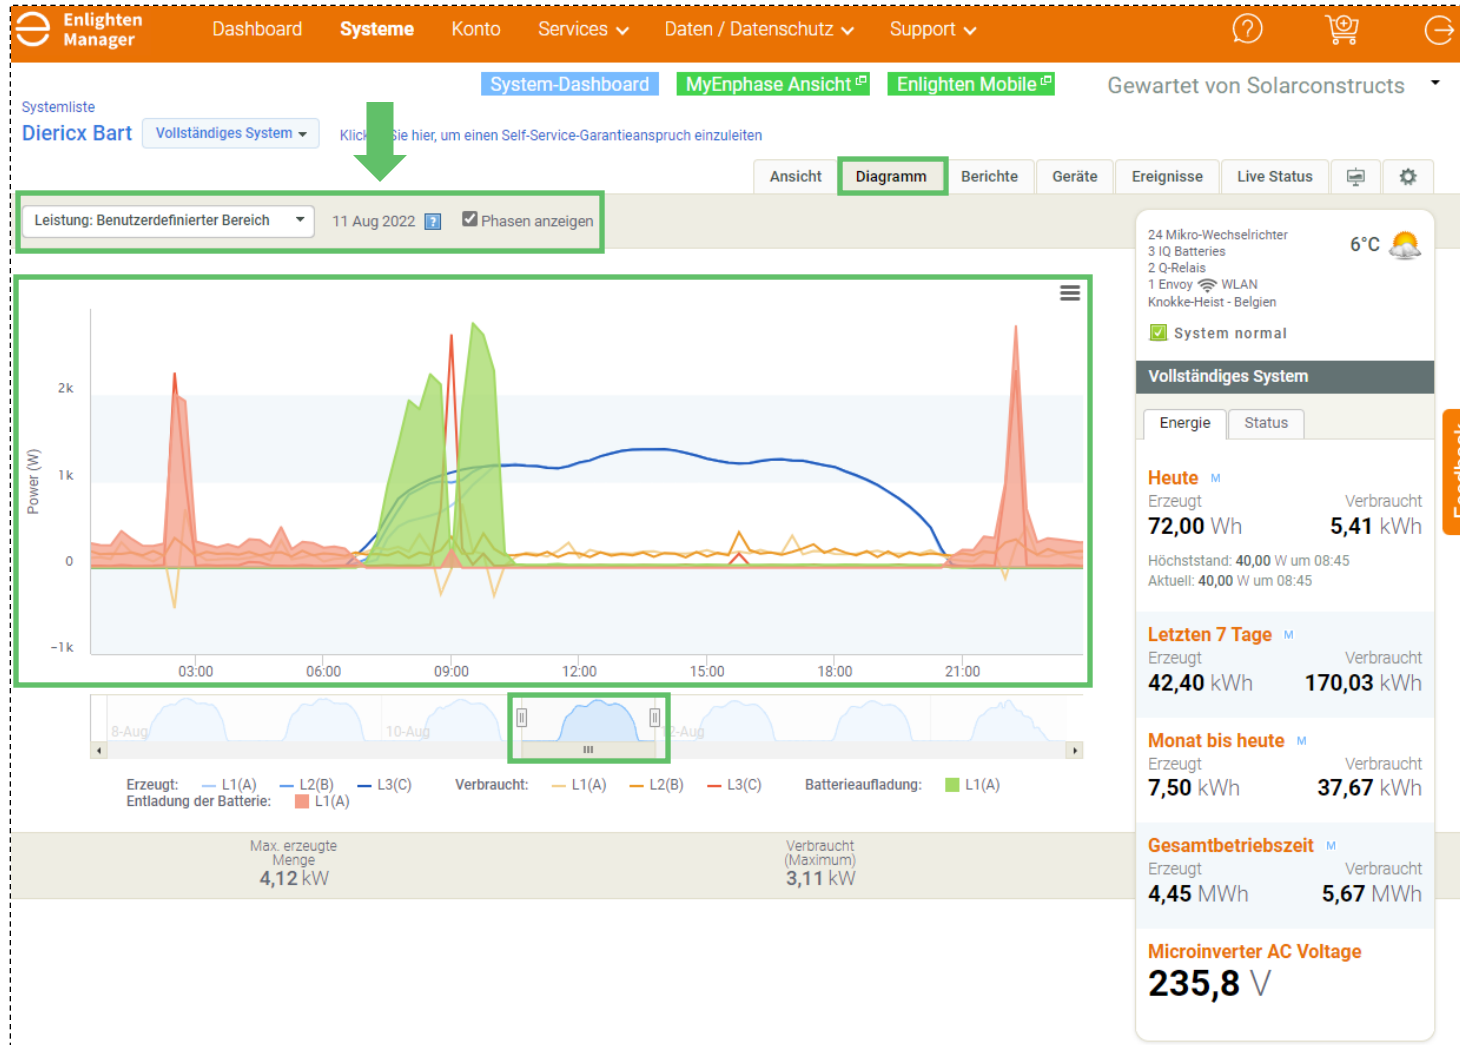 Enlighten
Manager
Dashboard Systeme Konto Services Daten / Datenschutz Support
System-Dashboard MyEnphase Ansicht Enlighten Mobile Gewartet von Solarconstructs
Systemliste
Diericx Bart Vollständiges System Klicken Sie hier, um einen Self-Service-Garantieanspruch einzuleiten
Ansicht Diagramm Berichte Geräte Ereignisse Live Status
Leistung: Benutzerdefinierter Bereich 11 Aug 2022 ? Phasen anzeigen
24 Mikro-Wechselrichter
3 IQ Batteries
2 Q-Relais
1 Envoy WLAN
Knokke-Heist - Belgien
6°C
System normal
Vollständiges System
Energie Status
Heute M
Erzeugt Verbraucht
72,00 Wh 5,41 kWh
Höchststand: 40,00 W um 08:45
Aktuell: 40,00 W um 08:45
Letzten 7 Tage M
Erzeugt Verbraucht
42,40 kWh 170,03 kWh
Monat bis heute M
Erzeugt Verbraucht
7,50 kWh 37,67 kWh
Gesamtbetriebszeit M
Erzeugt Verbraucht
4,45 MWh 5,67 MWh
Microinverter AC Voltage
235,8 V
Feedback
Power (W)
2k
1k
0
-1k
03:00 06:00 09:00 12:00 15:00 18:00 21:00
8-Aug 10-Aug 12-Aug
Erzeugt: L1(A) L2(B) L3(C) Verbraucht: L1(A) L2(B) L3(C) Batterieaufladung: L1(A)
Entladung der Batterie: L1(A)
Max. erzeugte
Menge
4,12 kW
Verbraucht
(Maximum)
3,11 kW